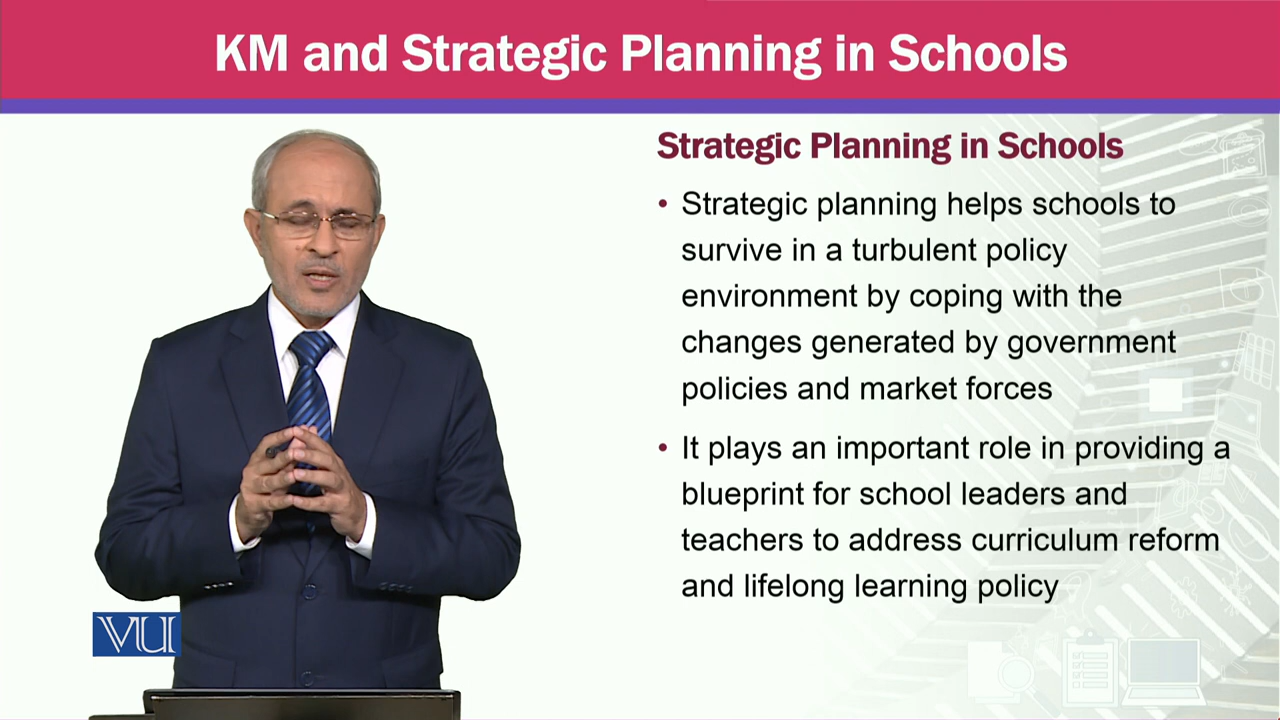 KM and Strategic Planning in Schools
Strategic Planning in Schools
• Strategic planning helps schools to
survive in a turbulent policy
environment by coping with the
changes generated by government
policies and market forces
• It plays an important role in providing a
blueprint for school leaders and
teachers to address curriculum reform
and lifelong learning policy
VU